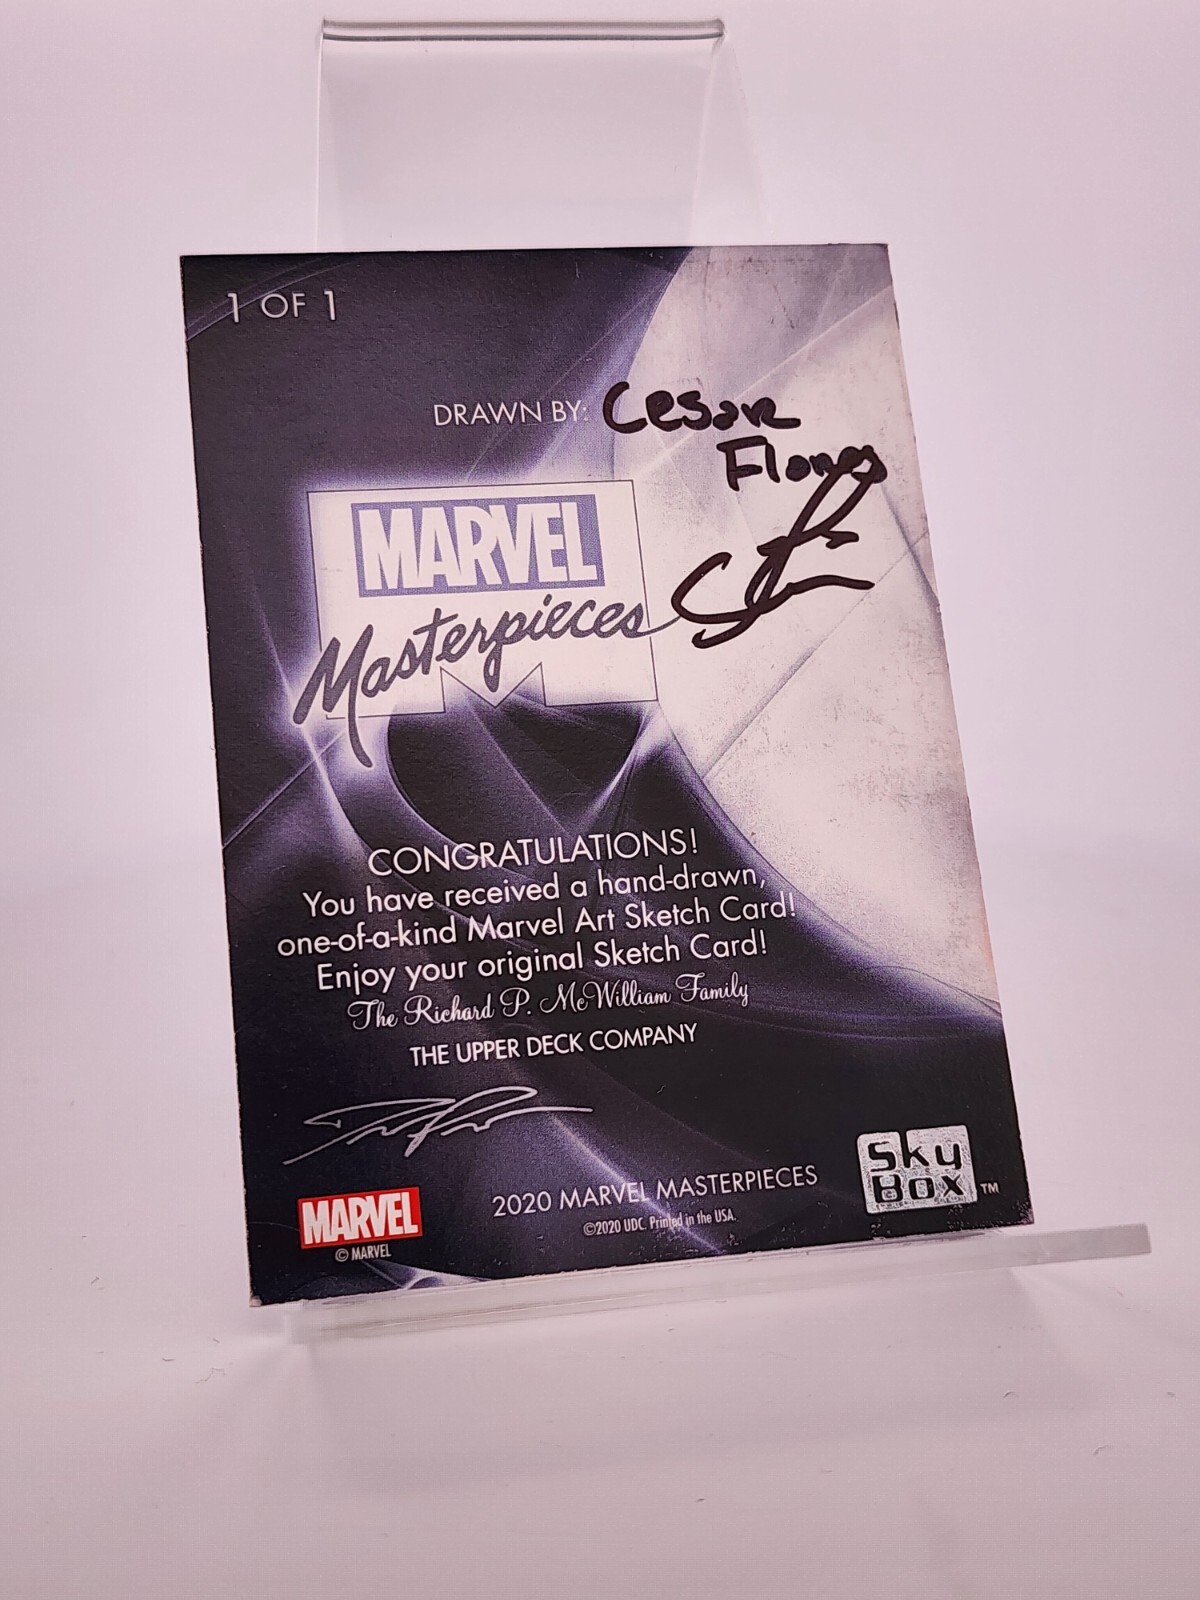 1 OF 1
DRAWN BY: Cesar
Flores
MARVEL
Masterpieces
CONGRATULATIONS!
You have received a hand-drawn,
one-of-a-kind Marvel Art Sketch Card!
Enjoy your original Sketch Card!
The Richard P. McWilliam Family
THE UPPER DECK COMPANY
MARVEL
© MARVEL
2020 MARVEL MASTERPIECES
©2020 UDC. Printed in the USA.
Sky
Box TM